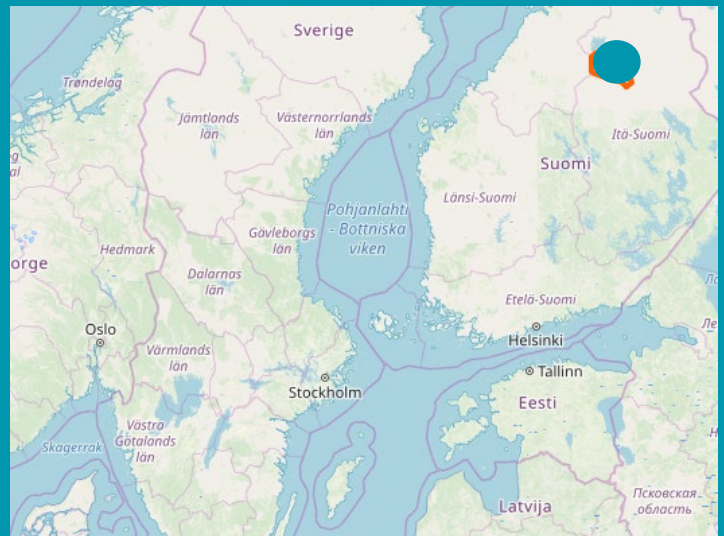 Sverige
Trøndelag
Jämtlands
län
Västernorrlands
län
Itä-Suomi
Suomi
Länsi-Suomi
Pohjanlahti
- Bottniska
viken
Gävleborgs
län
Hedmark
orge
Dalarnas
län
Etelä-Suomi
Oslo
Helsinki
Värmlands
län
Tallinn
Stockholm
Eesti
Västra
Götalands
län
Skagerrak
Псковская
область
Latvija